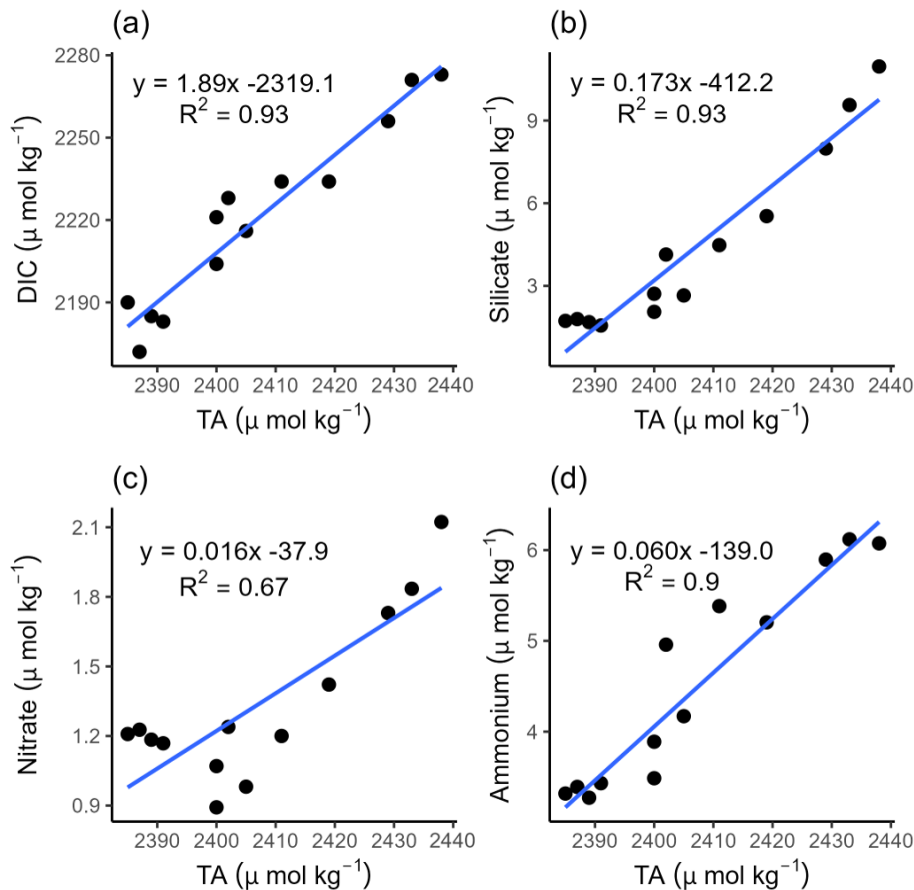 (a)
y = 1.89x -2319.1
R² = 0.93
2280
2250
2220
2190
DIC (μ mol kg⁻¹)
2390 2400 2410 2420 2430 2440
TA (μ mol kg⁻¹)
(b)
y = 0.173x -412.2
R² = 0.93
9
6
3
Silicate (μ mol kg⁻¹)
2390 2400 2410 2420 2430 2440
TA (μ mol kg⁻¹)
(c)
y = 0.016x -37.9
R² = 0.67
2.1
1.8
1.5
1.2
0.9
Nitrate (μ mol kg⁻¹)
2390 2400 2410 2420 2430 2440
TA (μ mol kg⁻¹)
(d)
y = 0.060x -139.0
R² = 0.9
6
5
4
Ammonium (μ mol kg⁻¹)
2390 2400 2410 2420 2430 2440
TA (μ mol kg⁻¹)